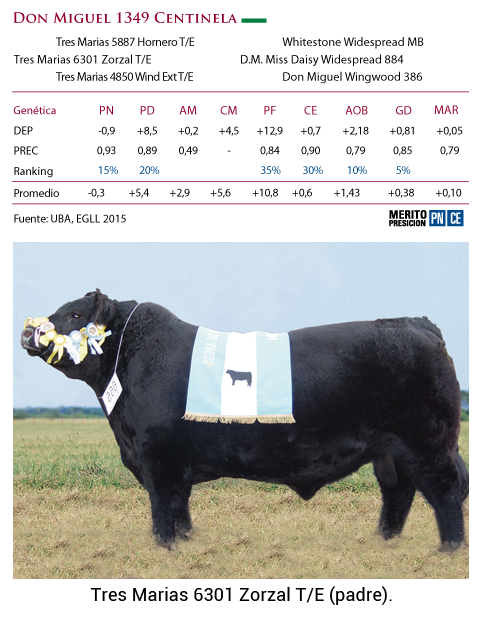 Don Miguel 1349 Centinela
Tres Marias 5887 Hornero T/E Whitestone Widespread MB
Tres Marias 6301 Zorzal T/E D.M. Miss Daisy Widespread 884
Tres Marias 4850 Wind Ext T/E Don Miguel Wingwood 386
Genética PN PD AM CM PF CE AOB GD MAR
DEP -0,9 +8,5 +0,2 +4,5 +12,9 +0,7 +2,18 +0,81 +0,05
PREC 0,93 0,89 0,49 - 0,84 0,90 0,79 0,85 0,79
Ranking 15% 20% 35% 30% 10% 5%
Promedio -0,3 +5,4 +2,9 +5,6 +10,8 +0,6 +1,43 +0,38 +0,10
Fuente: UBA, EGLL 2015
MERITO PN CE
PRESICION
Tres Marias 6301 Zorzal T/E (padre).